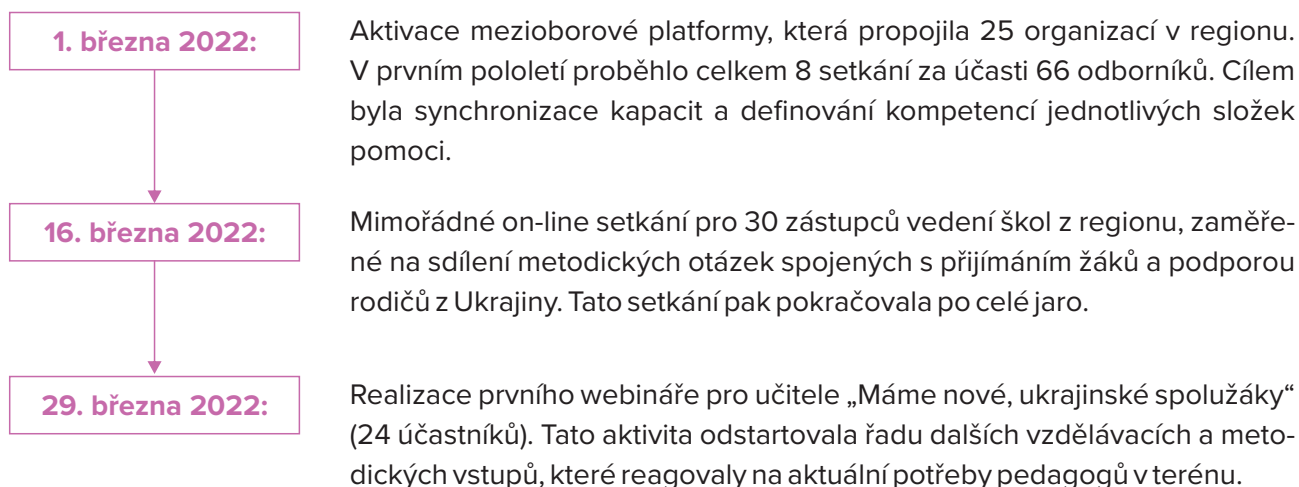 1. března 2022:
Aktivace mezioborové platformy, která propojila 25 organizací v regionu.
V prvním pololetí proběhlo celkem 8 setkání za účasti 66 odborníků. Cílem
byla synchronizace kapacit a definování kompetencí jednotlivých složek
pomoci.
16. března 2022:
Mimořádné on-line setkání pro 30 zástupců vedení škol z regionu, zaměře-
né na sdílení metodických otázek spojených s přijímáním žáků a podporou
rodičů z Ukrajiny. Tato setkání pak pokračovala po celé jaro.
29. března 2022:
Realizace prvního webináře pro učitele „Máme nové, ukrajinské spolužáky“
(24 účastníků). Tato aktivita odstartovala řadu dalších vzdělávacích a meto-
dických vstupů, které reagovaly na aktuální potřeby pedagogů v terénu.